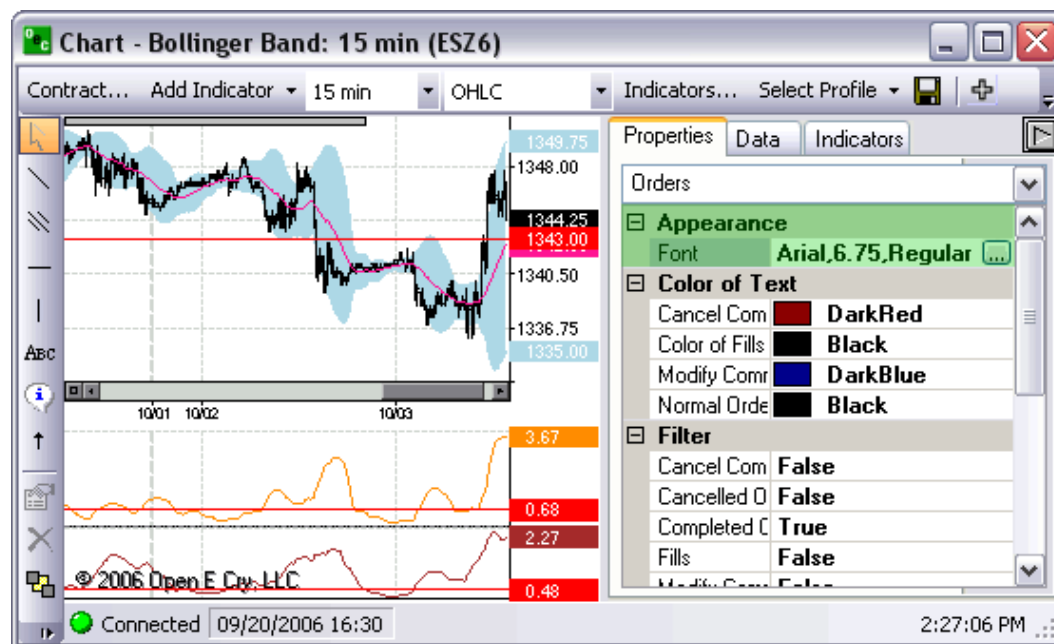 Oec Chart - Bollinger Band: 15 min (ESZ6)
Contract... Add Indicator 15 min OHLC Indicators... Select Profile
ABC
1349.75
1348.00
1344.25
1343.00
1340.50
1336.75
1335.00
10/01 10/02 10/03
3.67
0.68
2.27
0.48
© 2006 Open E Cry, LLC
Properties Data Indicators
Orders
Appearance
Font Arial,6.75,Regular ...
Color of Text
Cancel Com DarkRed
Color of Fills Black
Modify Comr DarkBlue
Normal Orde Black
Filter
Cancel Com False
Cancelled O False
Completed C True
Fills False
Connected 09/20/2006 16:30 2:27:06 PM